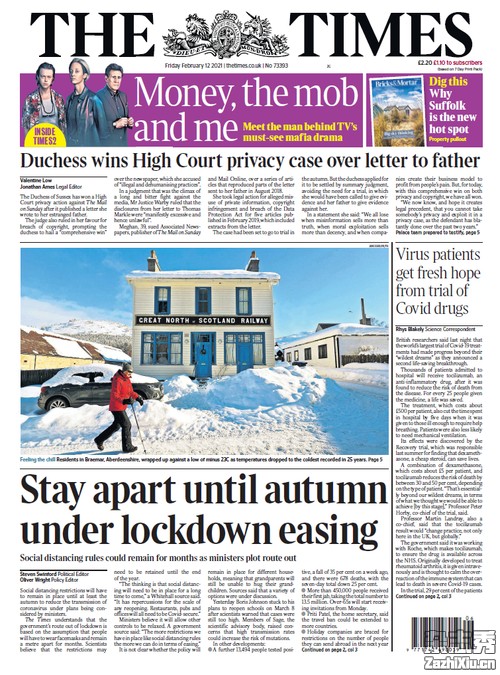 THE TIMES
Friday February 12 2021 | thetimes.co.uk | No 73393
£2.20 £1.10 to subscribers
INSIDE
TIMES2
Money, the mob
and me
Meet the man behind TV's
must-see mafia drama
Bricks&Mortar
Dig this
Why
Suffolk
is the new
hot spot
Property pullout
Duchess wins High Court privacy case over letter to father
Valentine Low
Jonathan Ames Legal Editor
The Duchess of Sussex has won a High
Court privacy action against The Mail
on Sunday after it published a letter she
wrote to her estranged father.
The judge also ruled in her favour for
breach of copyright, prompting the
duchess to hail a "comprehensive win"
over the newspaper, which she accused
of "illegal and dehumanising practices".
In a judgment that was the climax of
a long and bitter fight against the
media, Mr Justice Warby ruled that the
disclosures from her letter to Thomas
Markle were "manifestly excessive and
hence unlawful".
Meghan, 39, sued Associated News-
papers, publisher of The Mail on Sunday
and Mail Online, over a series of arti-
cles that reproduced parts of the letter
sent to her father in August 2018.
She took legal action for alleged mis-
use of private information, copyright
infringement and breach of the Data
Protection Act for five articles pub-
lished in February 2019, which included
extracts from the letter.
The case had been set to go to trial in
the autumn. But the duchess applied for
it to be settled by summary judgment,
avoiding the need for a trial, in which
she would have been called to give evi-
dence and her father to give evidence
against her.
In a statement she said: "We all lose
when misinformation sells more than
truth, when moral exploitation sells
more than decency, and when compa-
nies create their business model to
profit from people's pain. But, for today,
with this comprehensive win on both
privacy and copyright, we have all won.
"We now know, and hope it creates
legal precedent, that you cannot take
somebody's privacy and exploit it in a
privacy case, as the defendant has bla-
tantly done over the past two years."
Palace team prepared to testify, page 5
GREAT NORTH of SCOTLAND RAILWAY
Feeling the chill Residents in Braemar, Aberdeenshire, wrapped up against a low of minus 23C as temperatures dropped to the coldest recorded in 25 years. Page 5
Virus patients
get fresh hope
from trial of
Covid drugs
Rhys Blakely Science Correspondent
British researchers said last night that
the world's largest trial of Covid-19 treat-
ments had made progress beyond their
"wildest dreams" as they announced a
second life-saving breakthrough.
Thousands of patients admitted to
hospital will receive tocilizumab, an
anti-inflammatory drug, after it was
found to reduce the risk of death from
the disease. For every 25 people given
the medicine, a life was saved.
The treatment, which costs about
£500 per patient, also cut the time spent
in hospital by five days when it was
given to those ill enough to require help
breathing. Patients were also less likely
to need mechanical ventilation.
Its effects were discovered by the
Recovery trial, which was responsible
last summer for finding that dexameth-
asone, a cheap steroid, can save lives.
A combination of dexamethasone,
which costs about £5 per patient, and
tocilizumab reduces the risk of death by
between 30 and 50 per cent, depending
on the type of patient. "That's essential-
ly beyond our wildest dreams, in terms
of what we thought we would be able to
achieve [by this stage]," Professor Peter
Horby, co-chief of the trial, said.
Professor Martin Landray, also a
co-chief, said that the tocilizumab
result would "change practice, not only
here in the UK, but globally."
The government said it was working
with Roche, which makes tocilizumab,
to ensure the drug is available across
the NHS. Originally developed to treat
rheumatoid arthritis, it is given intrave-
nously and is thought to calm the over-
reaction of the immune system that can
lead to death in severe Covid-19 cases.
In the trial, 29 per cent of the patients
Continued on page 2, col 3
Stay apart until autumn
under lockdown easing
Social distancing rules could remain for months as ministers plot route out
Steven Swinford Political Editor
Oliver Wright Policy Editor
Social distancing restrictions will have
to remain in place until at least the
autumn to reduce the transmission of
coronavirus under plans being con-
sidered by ministers.
The Times understands that the
government's route out of lockdown is
based on the assumption that people
will have to wear facemasks and remain
a metre apart for months. Scientists
believe that the restrictions may
need to be retained until the end
of the year.
"The thinking is that social distanc-
ing will need to be in place for a long
time to come," a Whitehall source said.
"It has repercussions for the scale of
any reopening. Restaurants, pubs and
offices will all need to be Covid-secure."
Ministers believe it will allow other
controls to be relaxed. A government
source said: "The more restrictions we
have in place like social distancing rules
the more we can do in terms of easing."
It is not clear whether the policy will
remain in place for different house-
holds, meaning that grandparents will
still be unable to hug their grand-
children. Sources said that a variety of
options were under discussion.
Yesterday Boris Johnson stuck to his
plans to reopen schools on March 8
after scientists warned that cases were
still too high. Members of Sage, the
scientific advisory body, raised con-
cerns that high transmission rates
could increase the risk of mutations.
In other developments:
● A further 13,494 people tested posi-
tive, a fall of 35 per cent on a week ago,
and there were 678 deaths, with the
seven-day total down 25 per cent.
● More than 450,000 people received
their first jab, taking the total number to
13.5 million. Over-65s will start receiv-
ing invitations from Monday.
● Priti Patel, the home secretary, said
the travel ban could be extended to
more countries.
● Holiday companies are braced for
restrictions on the number of people
they can send abroad in the next year
Continued on page 2, col 3
ZaZhiXiu.cn